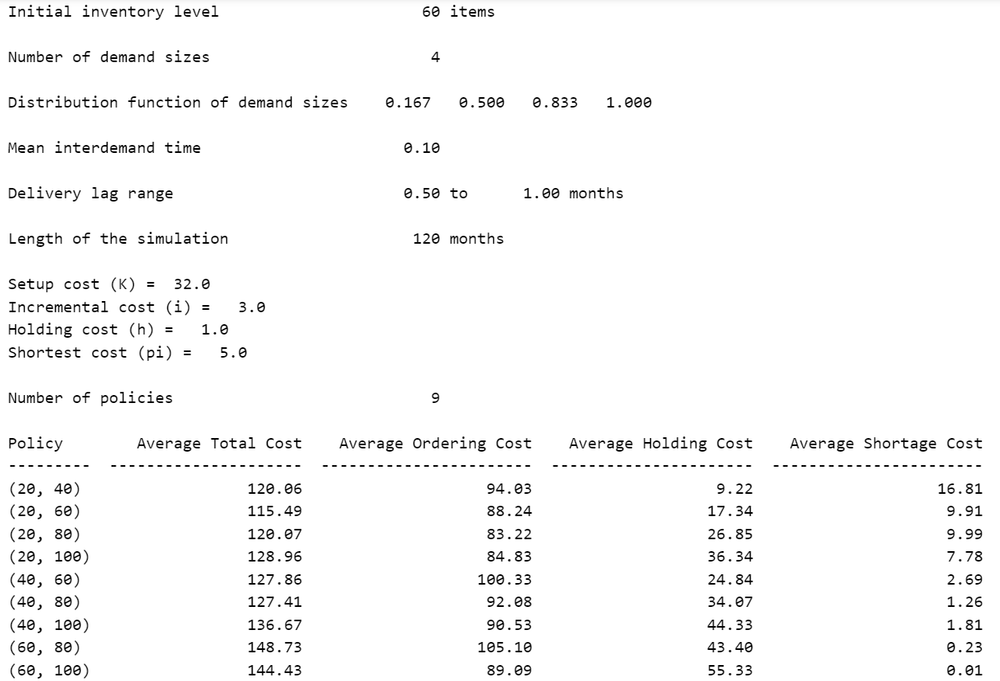 Initial inventory level 60 items
Number of demand sizes 4
Distribution function of demand sizes 0.167 0.500 0.833 1.000
Mean interdemand time 0.10
Delivery lag range 0.50 to 1.00 months
Length of the simulation 120 months
Setup cost (K) = 32.0
Incremental cost (i) = 3.0
Holding cost (h) = 1.0
Shortest cost (pi) = 5.0
Number of policies 9
Policy Average Total Cost Average Ordering Cost Average Holding Cost Average Shortage Cost
--------- --------------------- ----------------------- ---------------------- -----------------------
(20, 40) 120.06 94.03 9.22 16.81
(20, 60) 115.49 88.24 17.34 9.91
(20, 80) 120.07 83.22 26.85 9.99
(20, 100) 128.96 84.83 36.34 7.78
(40, 60) 127.86 100.33 24.84 2.69
(40, 80) 127.41 92.08 34.07 1.26
(40, 100) 136.67 90.53 44.33 1.81
(60, 80) 148.73 105.10 43.40 0.23
(60, 100) 144.43 89.09 55.33 0.01